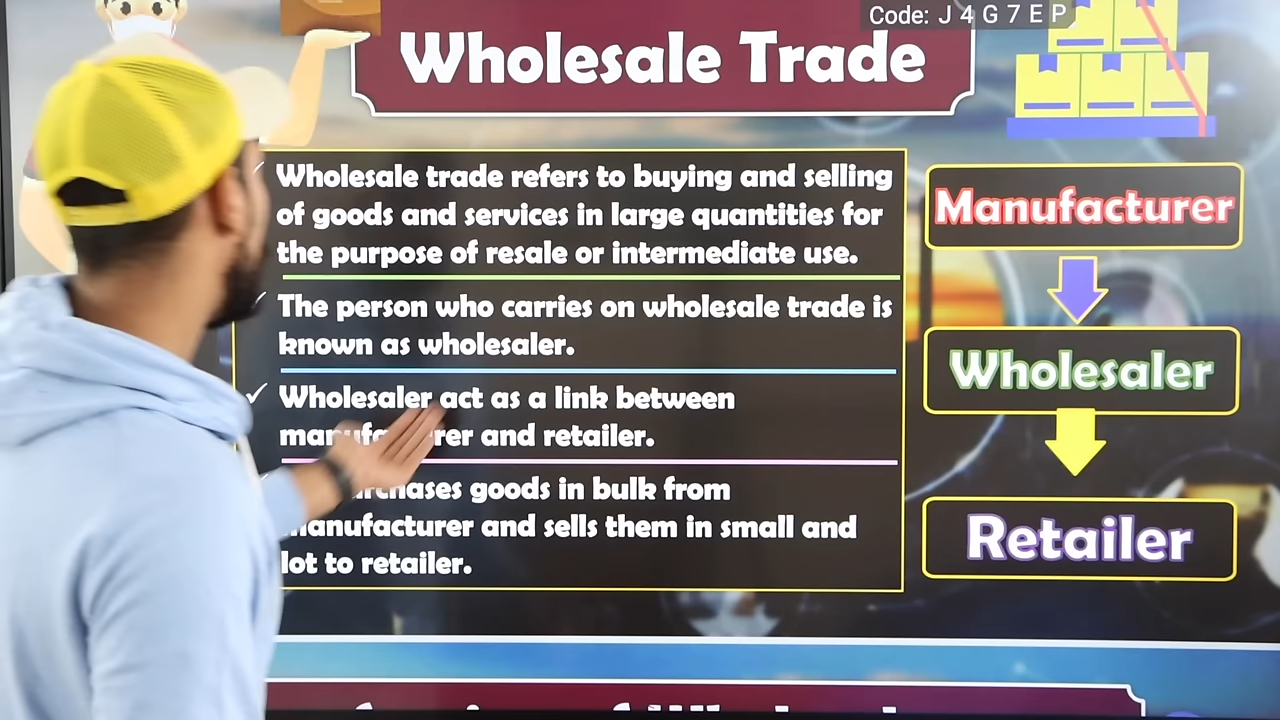 Code: J 4 G 7 E P
Wholesale Trade
Wholesale trade refers to buying and selling
of goods and services in large quantities for
the purpose of resale or intermediate use.
The person who carries on wholesale trade is
known as wholesaler.
Wholesaler act as a link between
and retailer.
goods in bulk from
manufacturer and sells them in small and
lot to retailer.
Manufacturer
Wholesaler
Retailer